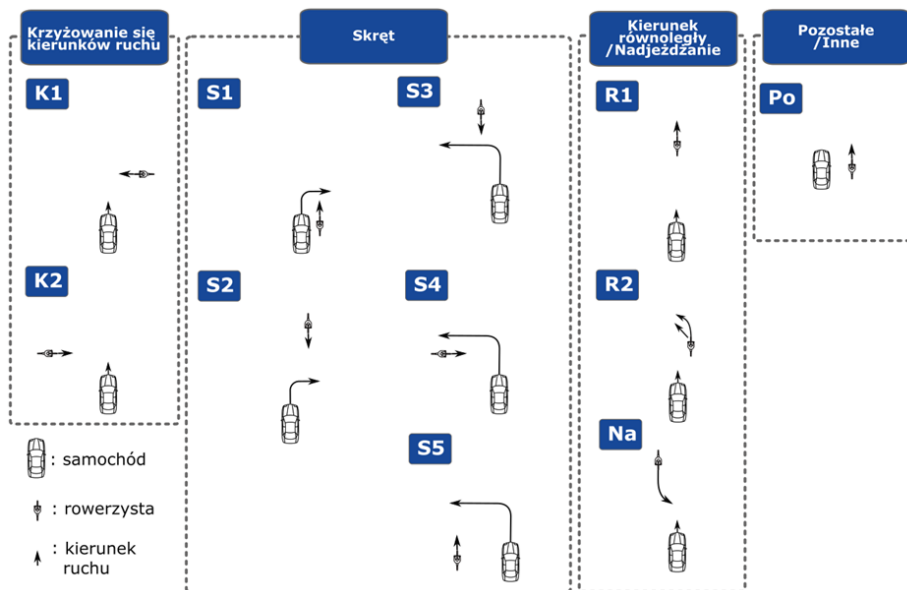 Krzyżowanie się
kierunków ruchu
K1
K2
: samochód
: rowerzysta
: kierunek
ruchu
Skręt
S1
S2
S3
S4
S5
Kierunek
równoległy
/Nadjeżdżanie
R1
R2
Na
Pozostałe
/Inne
Po